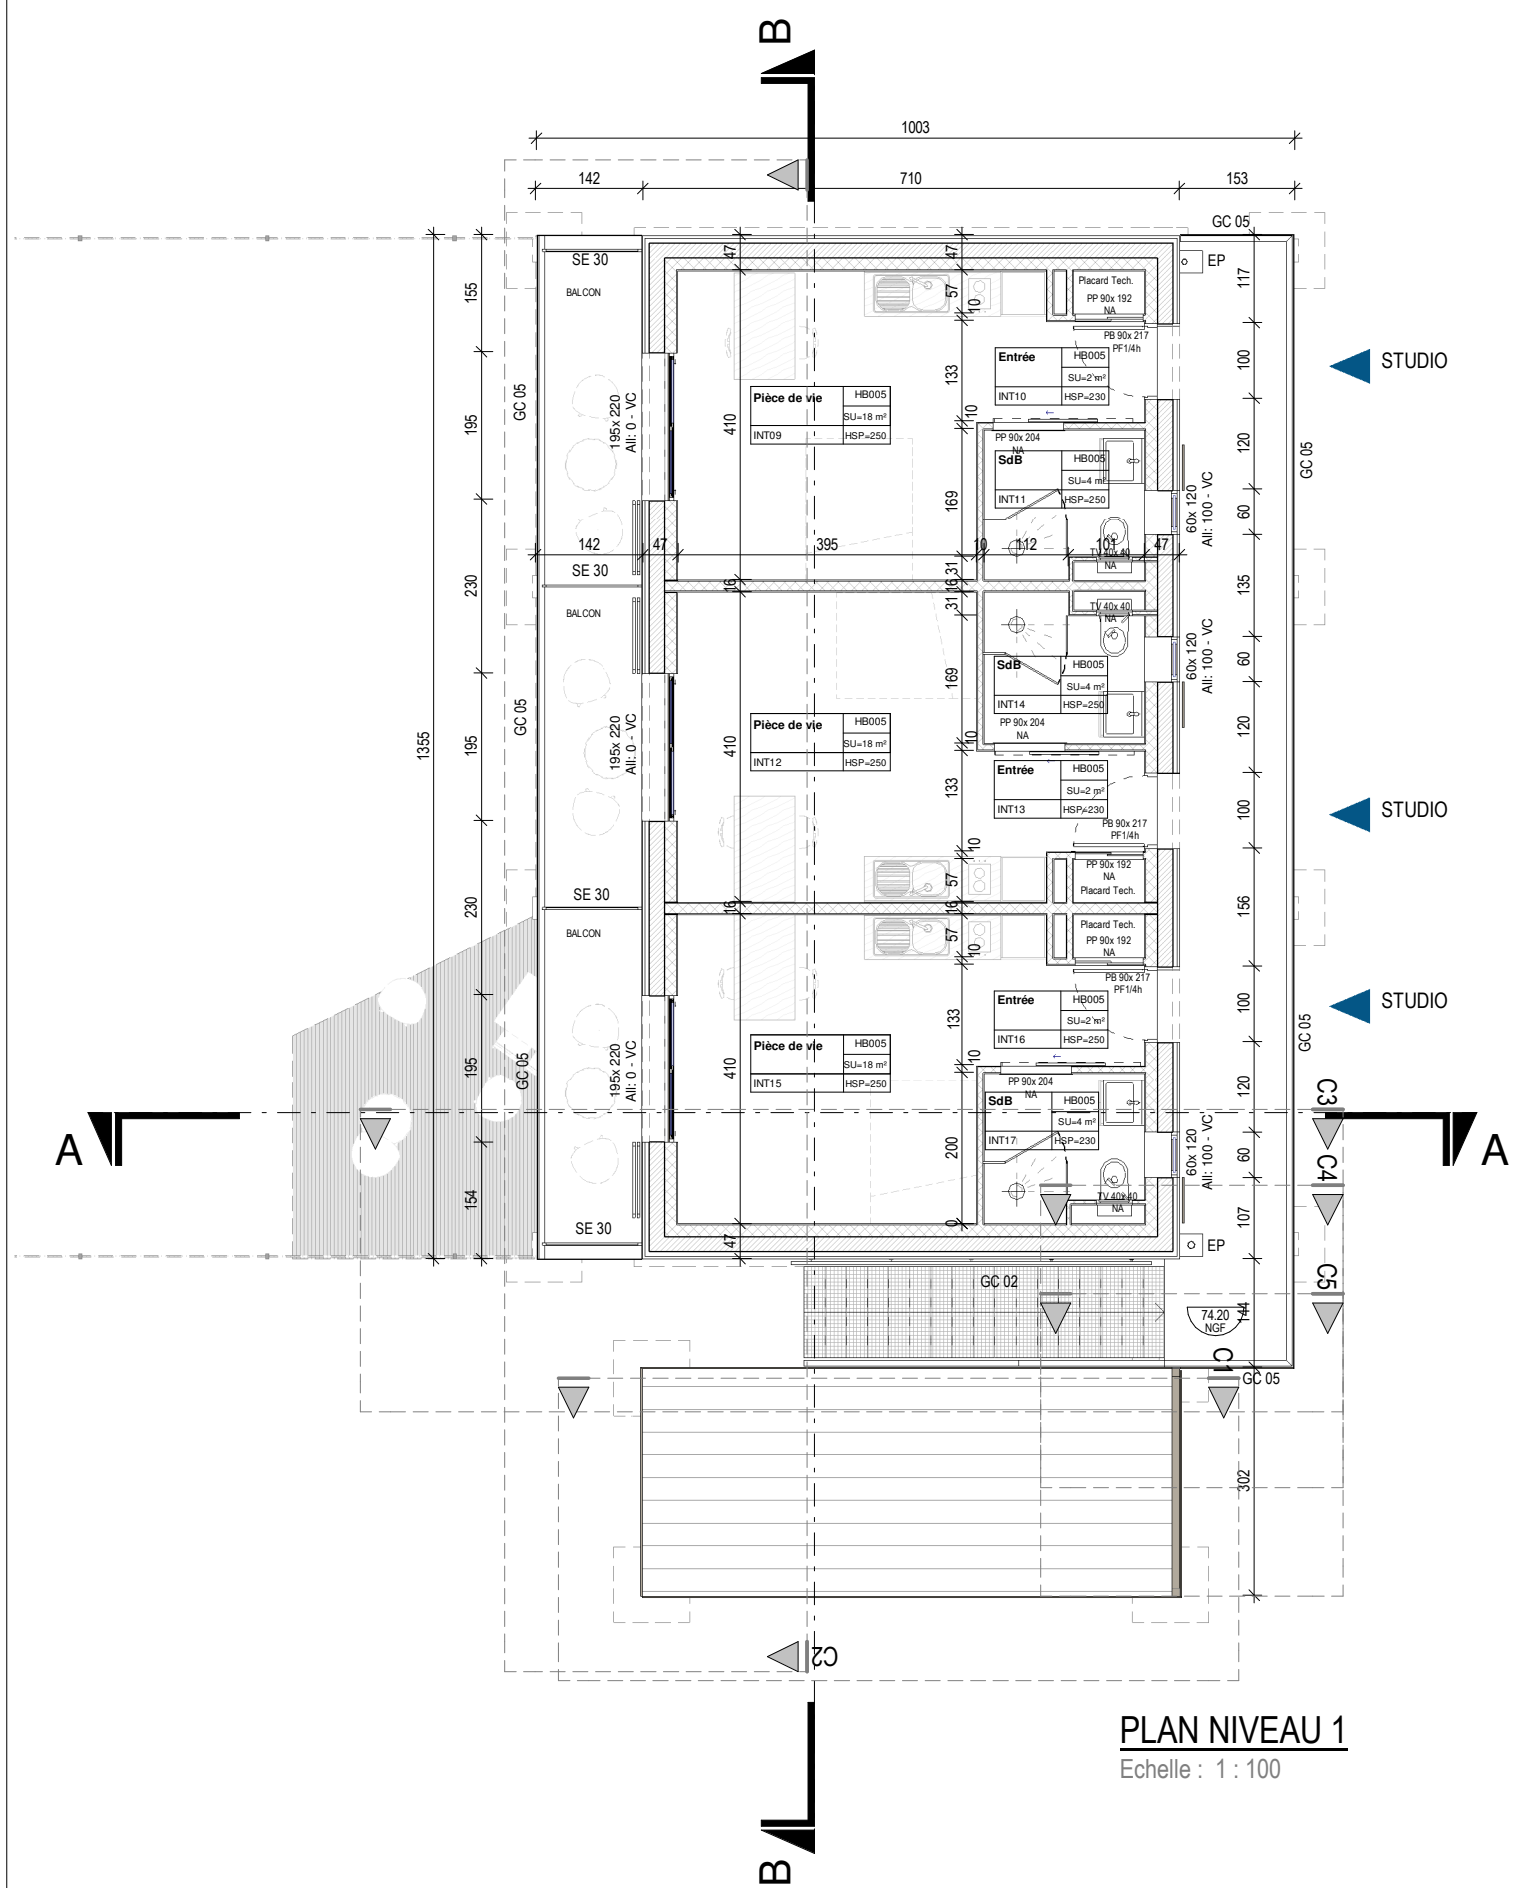 B
1003
142
710
153
GC 05
SE 30
BALCON
47
47
EP
Placard Tech.
PP 90x 192
NA
117
155
57
10
PB 90x 217
PF1/4h
Entrée
HB005
SU=2 m²
INT10
HSP=230
133
100
STUDIO
GC 05
195
195x 220
All: 0 - VC
410
Pièce de vie
HB005
SU=18 m²
INT09
HSP=250
10
PP 90x 204
NA
SdB
HB005
SU=4 m²
INT11
HSP=250
169
120
GC 05
60x 120
All: 100 - VC
60
142
47
395
10
112
101
47
TV 40x 40
NA
31
SE 30
16
16
230
135
BALCON
31
TV 40x 40
NA
60x 120
All: 100 - VC
60
169
SdB
HB005
SU=4 m²
INT14
HSP=250
PP 90x 204
NA
120
GC 05
1355
195
195x 220
All: 0 - VC
410
Pièce de vie
HB005
SU=18 m²
INT12
HSP=250
10
Entrée
HB005
SU=2 m²
INT13
HSP=230
133
100
STUDIO
PB 90x 217
PF1/4h
10
PP 90x 192
NA
Placard Tech.
57
SE 30
230
16
16
156
BALCON
Placard Tech.
PP 90x 192
NA
57
10
PB 90x 217
PF1/4h
Entrée
HB005
SU=2 m²
INT16
HSP=250
133
100
STUDIO
GC 05
GC 05
195
195x 220
All: 0 - VC
410
Pièce de vie
HB005
SU=18 m²
INT15
HSP=250
10
PP 90x 204
NA
SdB
HB005
SU=4 m²
INT17
HSP=230
120
C3
A
A
200
60x 120
All: 100 - VC
60
C4
154
TV 40x 40
NA
107
SE 30
0
47
EP
GC 02
C5
74.20
NGF
144
C1
GC 05
302
C2
PLAN NIVEAU 1
Echelle : 1 : 100
B